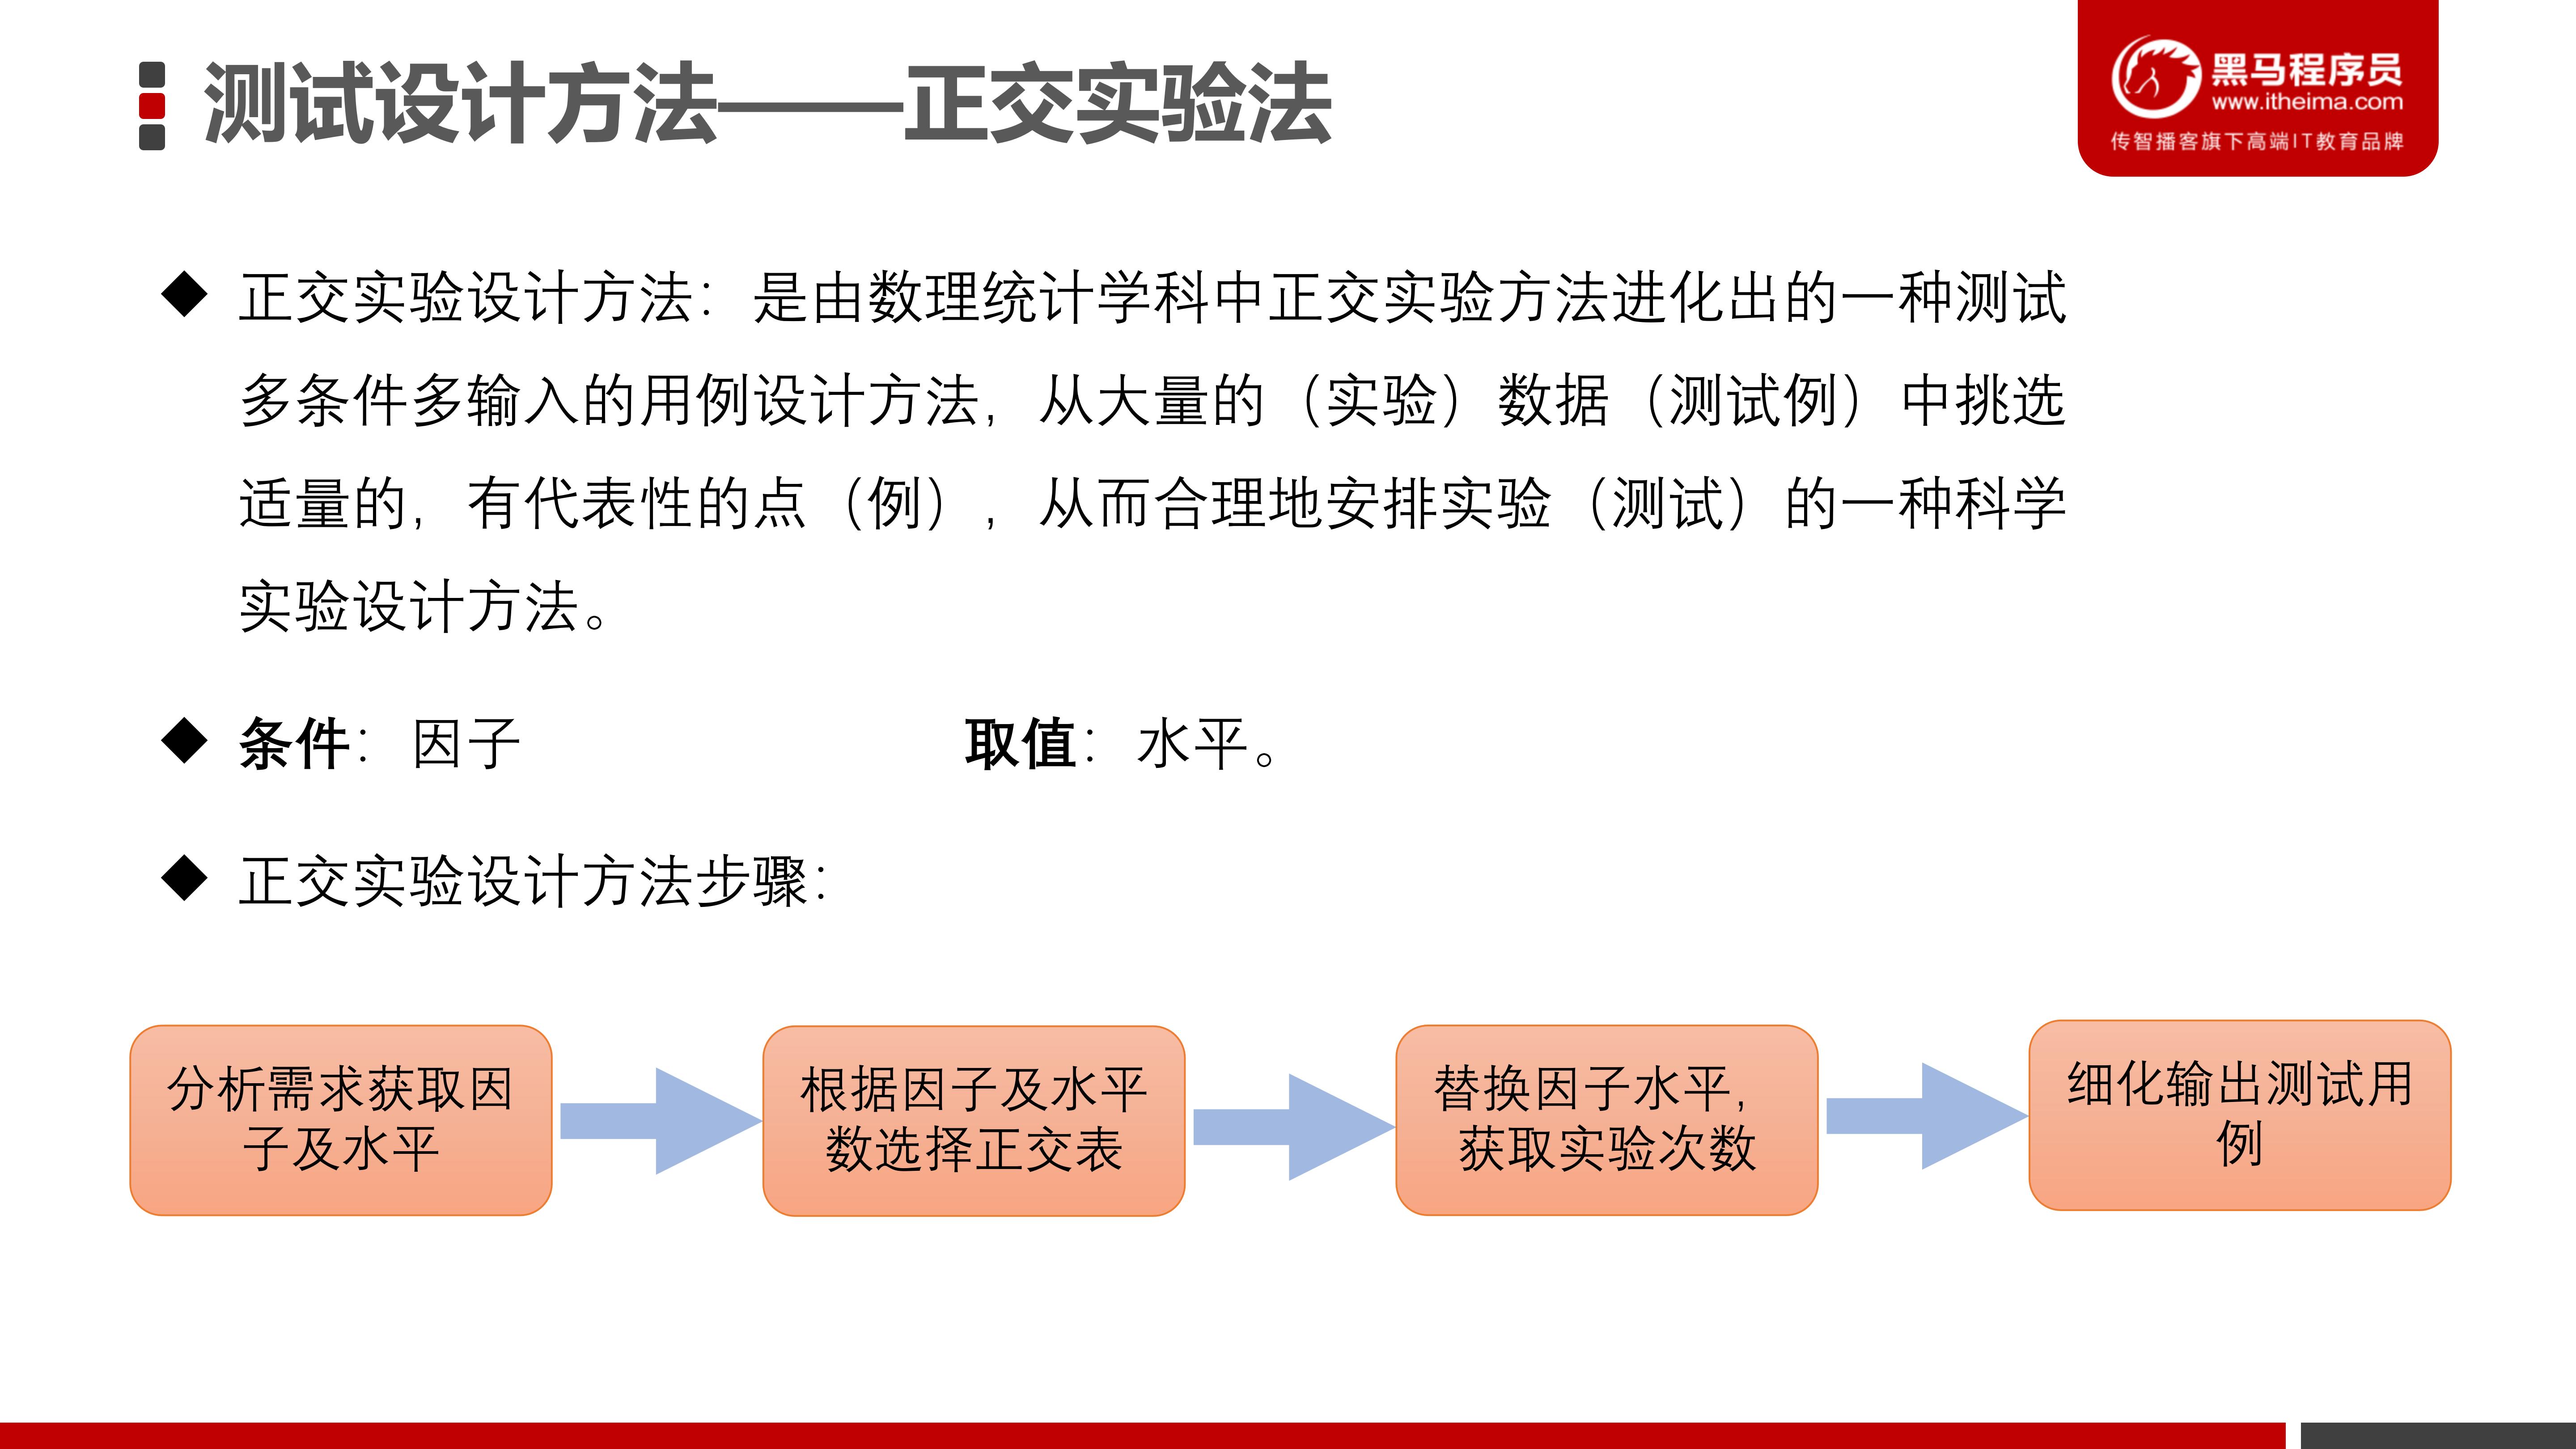 测试设计方法——正交实验法
黑马程序员
www.itheima.com
传智播客旗下高端IT教育品牌
◆ 正交实验设计方法：是由数理统计学科中正交实验方法进化出的一种测试
多条件多输入的用例设计方法，从大量的（实验）数据（测试例）中挑选
适量的，有代表性的点（例），从而合理地安排实验（测试）的一种科学
实验设计方法。
◆ 条件：因子 取值：水平。
◆ 正交实验设计方法步骤：
分析需求获取因
子及水平
根据因子及水平
数选择正交表
替换因子水平，
获取实验次数
细化输出测试用
例